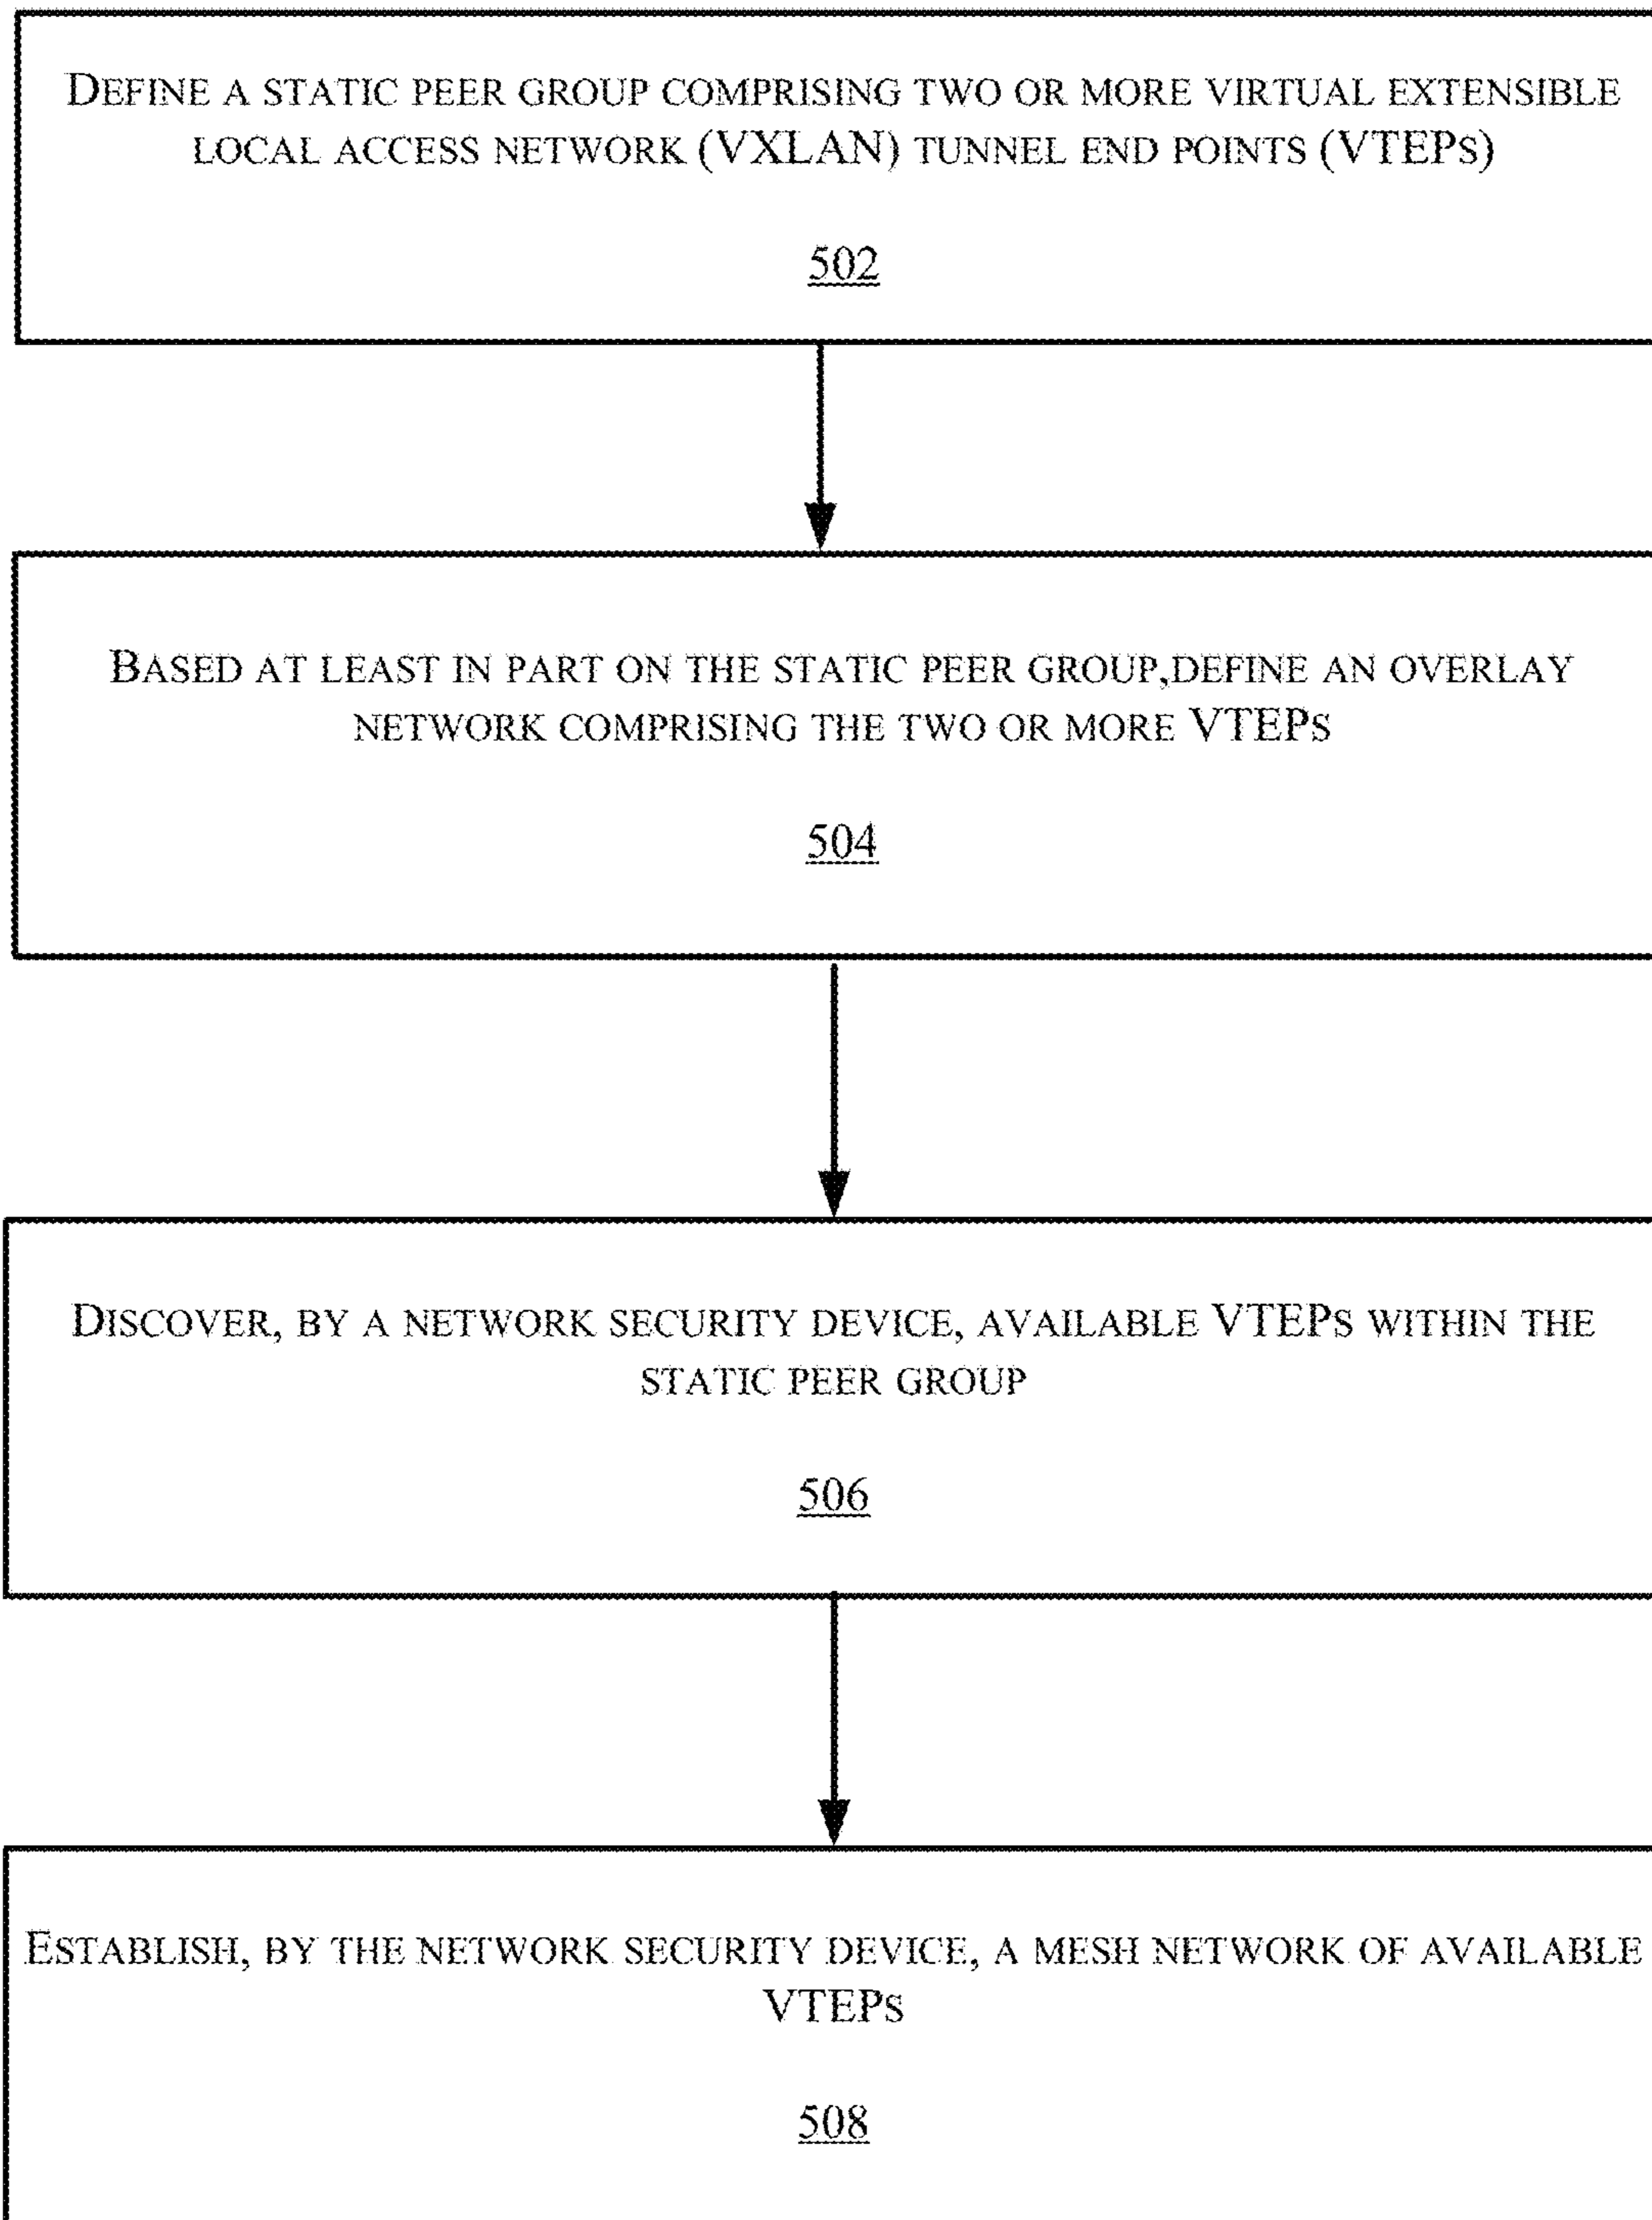 DEFINE A STATIC PEER GROUP COMPRISING TWO OR MORE VIRTUAL EXTENSIBLE
LOCAL ACCESS NETWORK (VXLAN) TUNNEL END POINTS (VTEPS)
502
BASED AT LEAST IN PART ON THE STATIC PEER GROUP,DEFINE AN OVERLAY
NETWORK COMPRISING THE TWO OR MORE VTEPS
504
DISCOVER, BY A NETWORK SECURITY DEVICE, AVAILABLE VTEPS WITHIN THE
STATIC PEER GROUP
506
ESTABLISH, BY THE NETWORK SECURITY DEVICE, A MESH NETWORK OF AVAILABLE
VTEPS
508